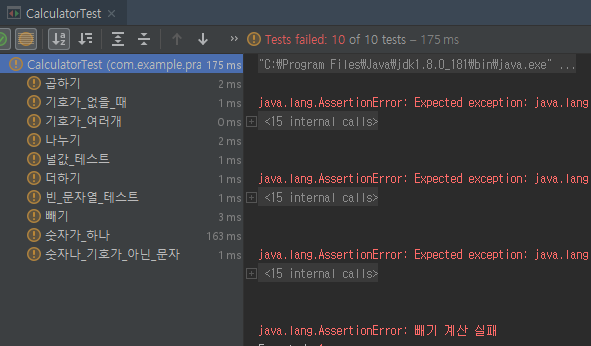 CalculatorTest ×
Tests failed: 10 of 10 tests – 175 ms
CalculatorTest (com.example.pra 175 ms
곱하기 2 ms
기호가_없을_때 1 ms
기호가_여러개 0 ms
나누기 2 ms
널값_테스트 1 ms
더하기 1 ms
빈_문자열_테스트 1 ms
빼기 3 ms
숫자가_하나 163 ms
숫자나_기호가_아닌_문자 1 ms
"C:₩Program Files₩Java₩jdk1.8.0_181₩bin₩java.exe" ...
java.lang.AssertionError: Expected exception: java.lang
<15 internal calls>
java.lang.AssertionError: Expected exception: java.lang
<15 internal calls>
java.lang.AssertionError: Expected exception: java.lang
<15 internal calls>
java.lang.AssertionError: 빼기 계산 실패